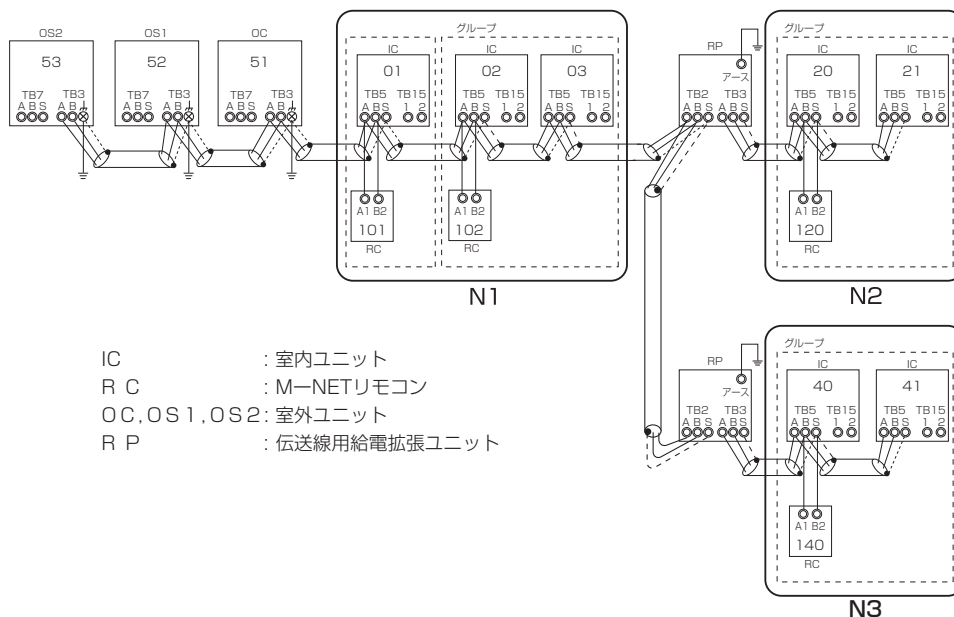 OS2 OS1 OC
53 52 51
TB7 TB3 TB7 TB3 TB7 TB3
A B S A B A B S A B A B S A B
グループ
IC IC IC
01 02 03
TB5 TB15 TB5 TB15 TB5 TB15
A B S 1 2 A B S 1 2 A B S 1 2
A1 B2 A1 B2
101 102
RC RC
N1
RP
アース
TB2 TB3
A B S A B S
グループ
IC IC
20 21
TB5 TB15 TB5 TB15
A B S 1 2 A B S 1 2
A1 B2
120
RC
N2
IC : 室内ユニット
R C : M－NETリモコン
OC,OS1,OS2: 室外ユニット
R P : 伝送線用給電拡張ユニット
RP
アース
TB2 TB3
A B S A B S
グループ
IC IC
40 41
TB5 TB15 TB5 TB15
A B S 1 2 A B S 1 2
A1 B2
140
RC
N3